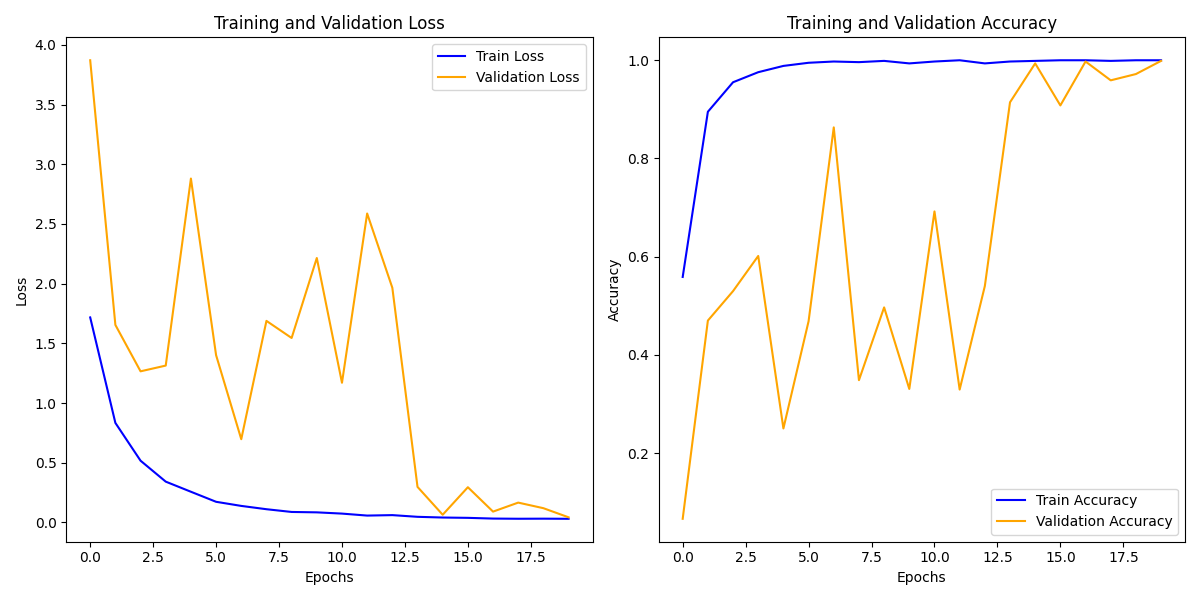 Training and Validation Loss
4.0
3.5
3.0
2.5
2.0
1.5
1.0
0.5
0.0
Loss
Train Loss
Validation Loss
0.0 2.5 5.0 7.5 10.0 12.5 15.0 17.5
Epochs
Training and Validation Accuracy
1.0
0.8
0.6
0.4
0.2
Accuracy
Train Accuracy
Validation Accuracy
0.0 2.5 5.0 7.5 10.0 12.5 15.0 17.5
Epochs